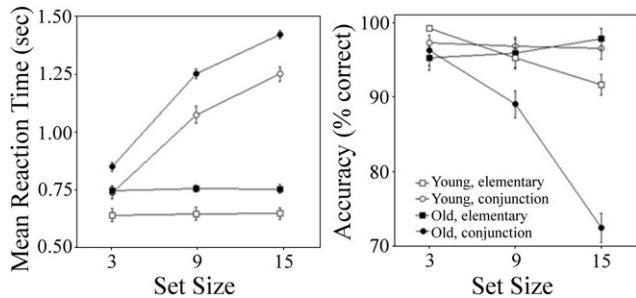 Mean Reaction Time (sec)
1.50
1.25
1.00
0.75
0.50
3 9 15
Set Size
Accuracy (% correct)
100
90
80
70
Young, elementary
Young, conjunction
Old, elementary
Old, conjunction
3 9 15
Set Size